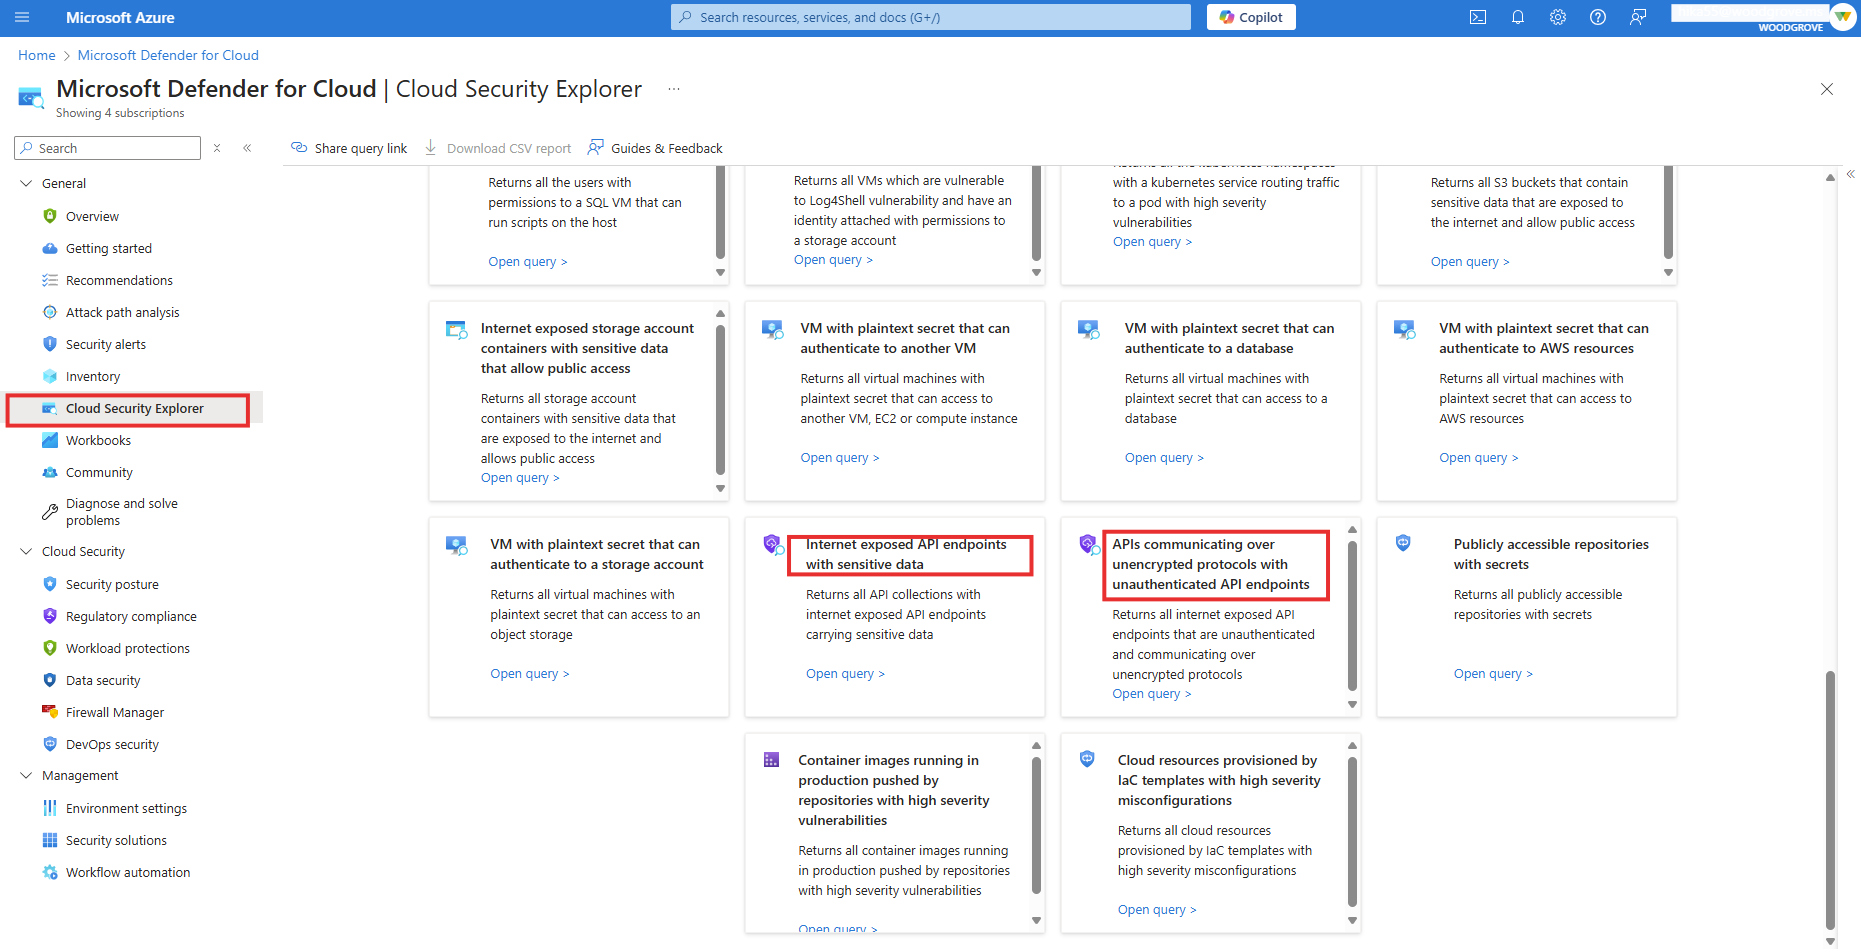 Microsoft Azure
Search resources, services, and docs (G+/)
Copilot
WOODGROVE
Home > Microsoft Defender for Cloud
Microsoft Defender for Cloud | Cloud Security Explorer ...
Showing 4 subscriptions
Search
Share query link
Download CSV report
Guides & Feedback
General
Overview
Getting started
Recommendations
Attack path analysis
Security alerts
Inventory
Cloud Security Explorer
Workbooks
Community
Diagnose and solve
problems
Cloud Security
Security posture
Regulatory compliance
Workload protections
Data security
Firewall Manager
DevOps security
Management
Environment settings
Security solutions
Workflow automation
Returns all the users with
permissions to a SQL VM that can
run scripts on the host
Open query >
Returns all VMs which are vulnerable
to Log4Shell vulnerability and have an
identity attached with permissions to
a storage account
Open query >
Returns all the kubernetes namespaces
with a kubernetes service routing traffic
to a pod with high severity
vulnerabilities
Open query >
Returns all S3 buckets that contain
sensitive data that are exposed to
the internet and allow public access
Open query >
Internet exposed storage account
containers with sensitive data
that allow public access
Returns all storage account
containers with sensitive data that
are exposed to the internet and
allows public access
Open query >
VM with plaintext secret that can
authenticate to another VM
Returns all virtual machines with
plaintext secret that can access to
another VM, EC2 or compute instance
Open query >
VM with plaintext secret that can
authenticate to a database
Returns all virtual machines with
plaintext secret that can access to a
database
Open query >
VM with plaintext secret that can
authenticate to AWS resources
Returns all virtual machines with
plaintext secret that can access to
AWS resources
Open query >
VM with plaintext secret that can
authenticate to a storage account
Returns all virtual machines with
plaintext secret that can access to an
object storage
Open query >
Internet exposed API endpoints
with sensitive data
Returns all API collections with
internet exposed API endpoints
carrying sensitive data
Open query >
APIs communicating over
unencrypted protocols with
unauthenticated API endpoints
Returns all internet exposed API
endpoints that are unauthenticated
and communicating over
unencrypted protocols
Open query >
Publicly accessible repositories
with secrets
Returns all publicly accessible
repositories with secrets
Open query >
Container images running in
production pushed by
repositories with high severity
vulnerabilities
Returns all container images running
in production pushed by repositories
with high severity vulnerabilities
Open query >
Cloud resources provisioned by
IaC templates with high severity
misconfigurations
Returns all cloud resources
provisioned by IaC templates with
high severity misconfigurations
Open query >